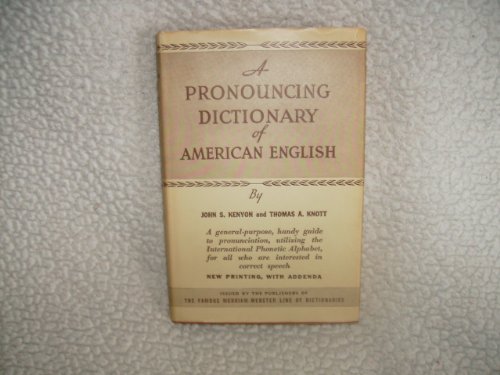 A
PRONOUNCING
DICTIONARY
of
AMERICAN ENGLISH
By
JOHN S. KENYON and THOMAS A. KNOTT
A general-purpose, handy guide
to pronunciation, utilizing the
International Phonetic Alphabet,
for all who are interested in
correct speech
NEW PRINTING, WITH ADDENDA
ISSUED BY THE PUBLISHERS OF
THE FAMOUS MERRIAM-WEBSTER LINE OF DICTIONARIES